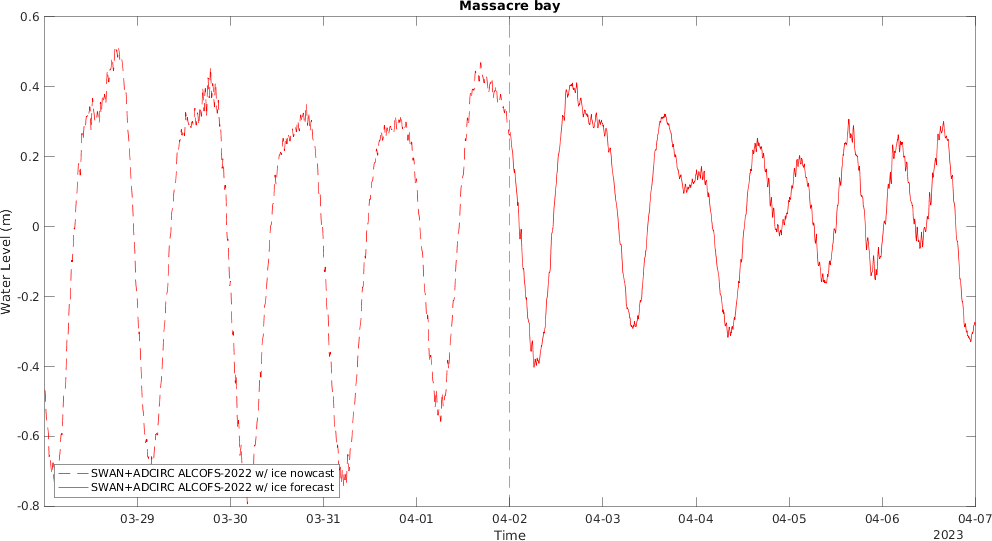 Massacre bay
0.6
0.4
0.2
0
-0.2
-0.4
-0.6
-0.8
Water Level (m)
SWAN+ADCIRC ALCOFS-2022 w/ ice nowcast
SWAN+ADCIRC ALCOFS-2022 w/ ice forecast
03-29 03-30 03-31 04-01 04-02 04-03 04-04 04-05 04-06 04-07
Time
2023